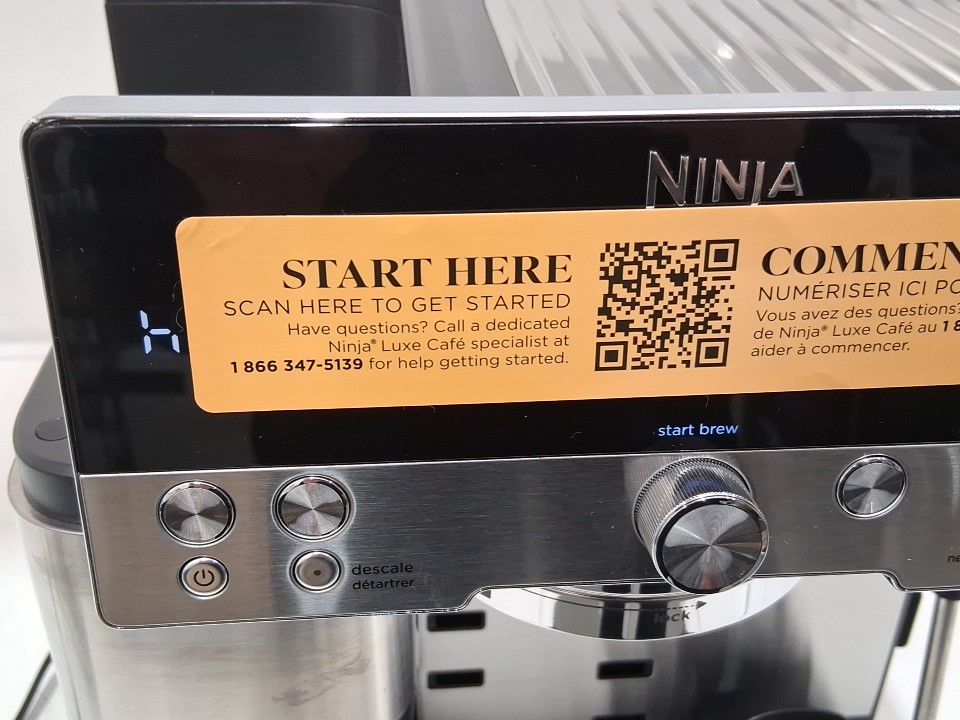 NINJA
START HERE
SCAN HERE TO GET STARTED
Have questions? Call a dedicated
Ninja® Luxe Café specialist at
1 866 347-5139 for help getting started.
COMMEN
NUMÉRISER ICI PO
Vous avez des questions?
de Ninja® Luxe Café au 1 8
aider à commencer.
h
start brew
descale
détartrer
ne
lock